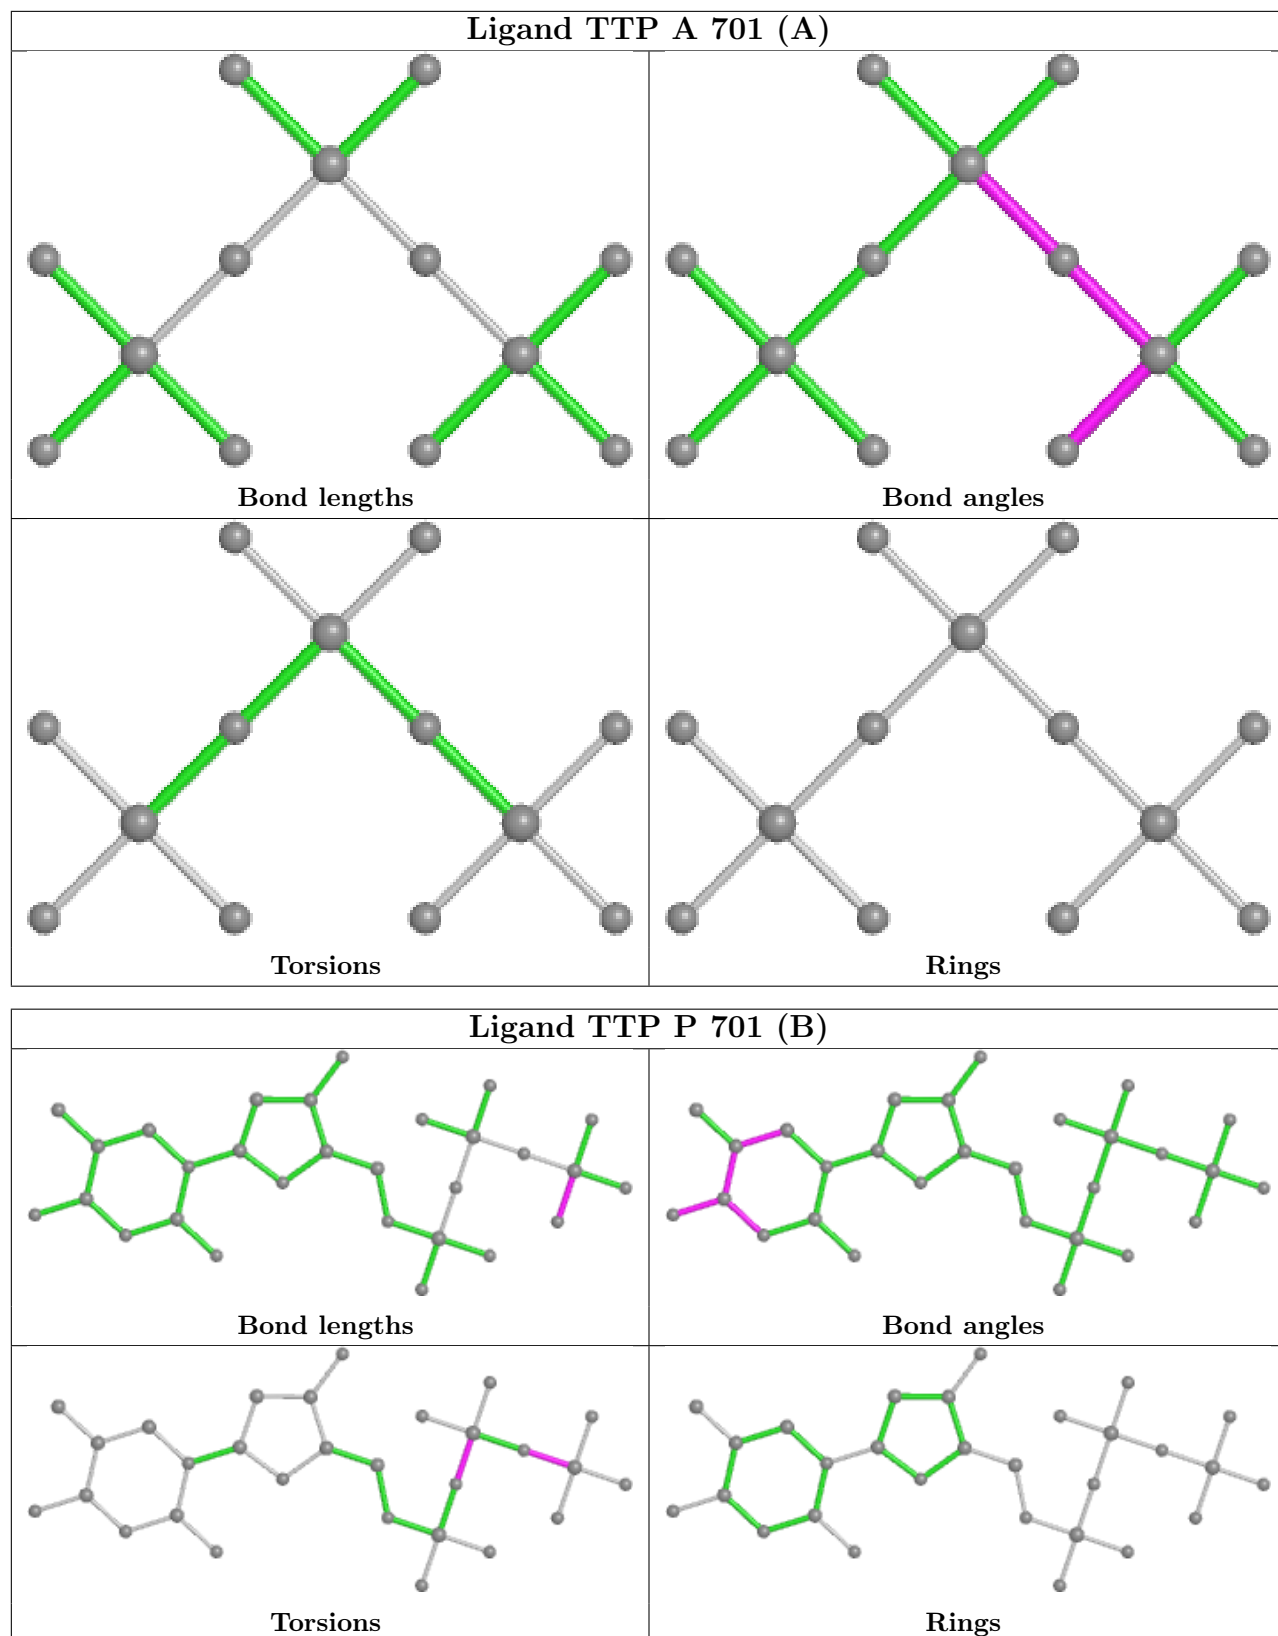 Ligand TTP A 701 (A)
Bond lengths
Bond angles
Torsions
Rings
Ligand TTP P 701 (B)
Bond lengths
Bond angles
Torsions
Rings